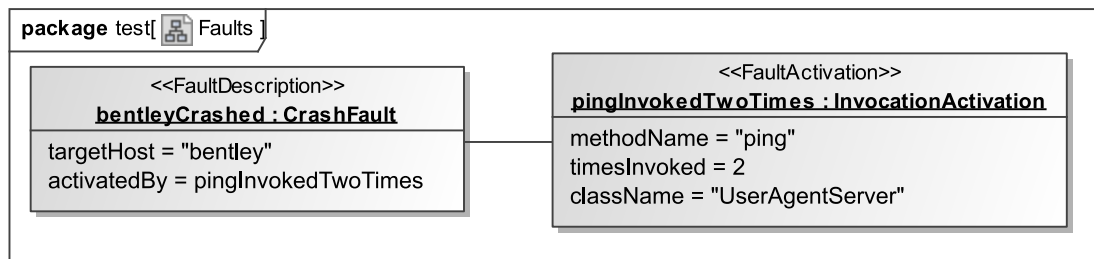 package test[ Faults ]
<<FaultDescription>>
bentleyCrashed : CrashFault
targetHost = "bentley"
activatedBy = pingInvokedTwoTimes
<<FaultActivation>>
pingInvokedTwoTimes : InvocationActivation
methodName = "ping"
timesInvoked = 2
className = "UserAgentServer"